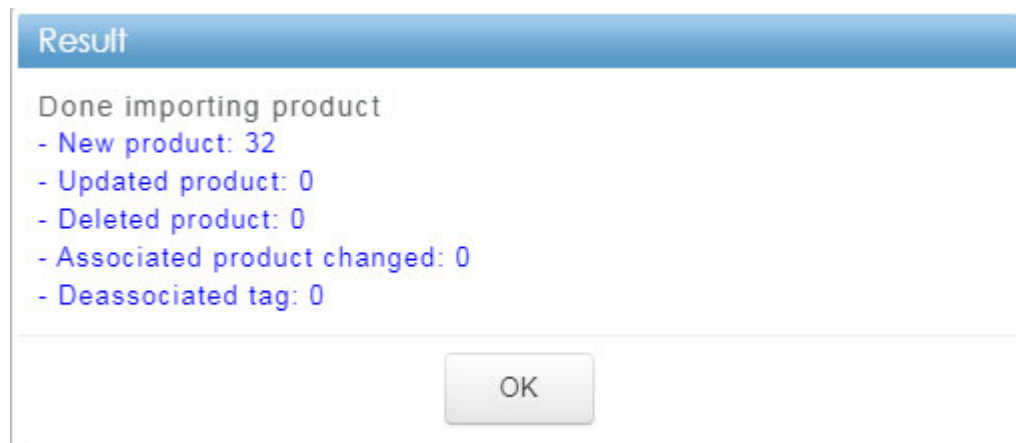 Result
Done importing product
- New product: 32
- Updated product: 0
- Deleted product: 0
- Associated product changed: 0
- Deassociated tag: 0
OK